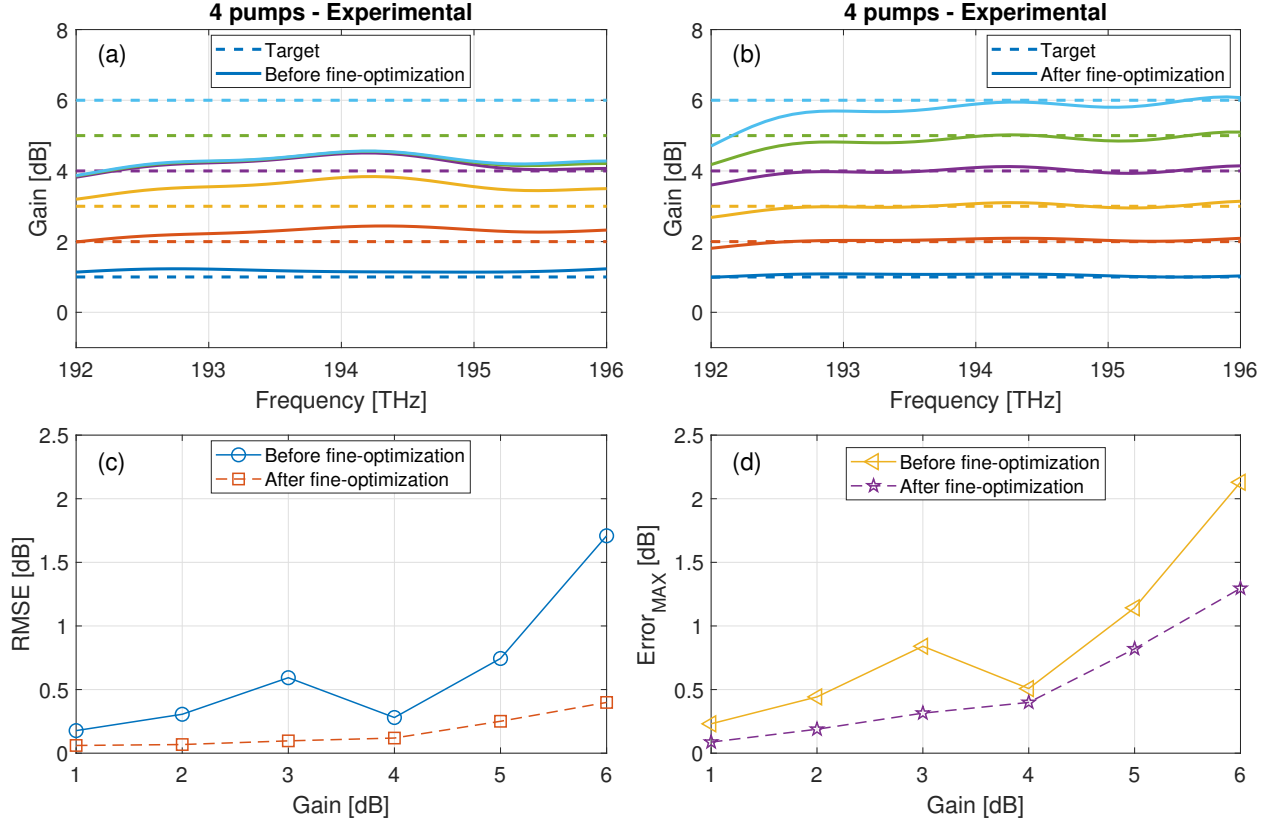 4 pumps - Experimental
(a)
Target
Before fine-optimization
8
6
4
2
0
Gain [dB]
192
193
194
195
196
Frequency [THz]
4 pumps - Experimental
(b)
Target
After fine-optimization
8
6
4
2
0
Gain [dB]
192
193
194
195
196
Frequency [THz]
(c)
Before fine-optimization
After fine-optimization
2.5
2
1.5
1
0.5
0
RMSE [dB]
1
2
3
4
5
6
Gain [dB]
(d)
Before fine-optimization
After fine-optimization
2.5
2
1.5
1
0.5
0
Error_MAX [dB]
1
2
3
4
5
6
Gain [dB]